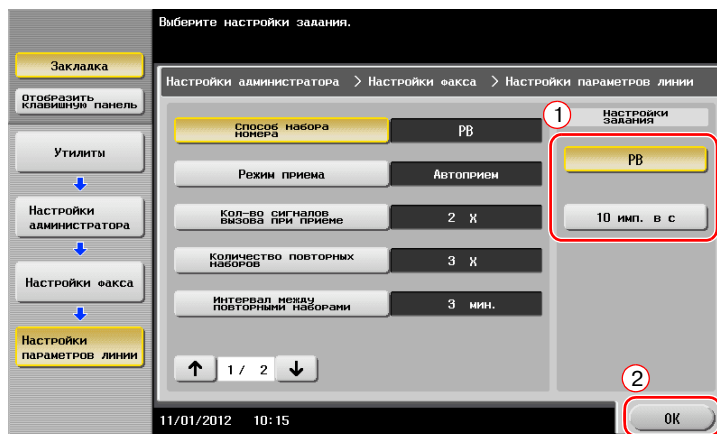 Выберите настройки задания.
Закладка
Отобразить
клавишную панель
Утилиты
Настройки
администратора
Настройки факса
Настройки
параметров линии
Настройки администратора > Настройки факса > Настройки параметров линии
Способ набора
номера
PB
Режим приема
Автоприем
Кол-во сигналов
вызова при приеме
2 X
Количество повторных
наборов
3 X
Интервал между
повторными наборами
3 мин.
↑ 1/ 2 ↓
1
Настройки
задания
PB
10 имп. в с
2
OK
11/01/2012 10:15